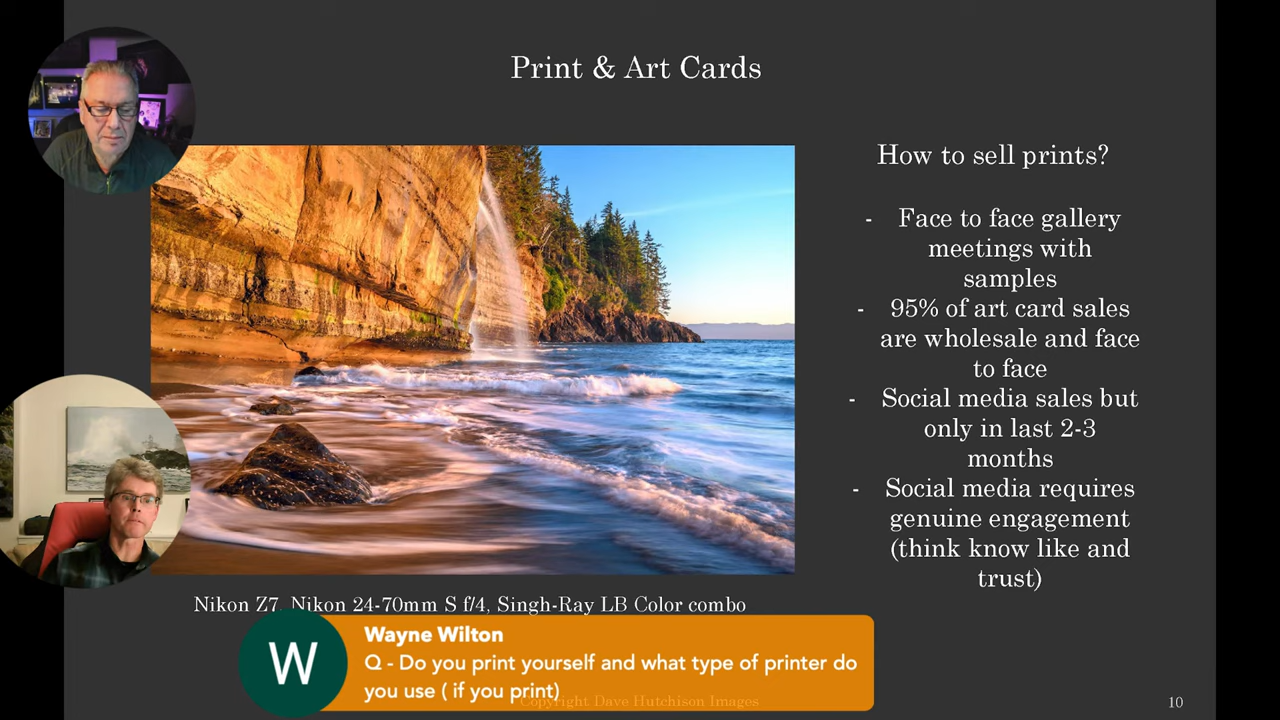 Print & Art Cards
How to sell prints?
- Face to face gallery
meetings with
samples
- 95% of art card sales
are wholesale and face
to face
- Social media sales but
only in last 2-3
months
- Social media requires
genuine engagement
(think know like and
trust)
Nikon Z7, Nikon 24-70mm S f/4, Singh-Ray LB Color combo
W
Wayne Wilton
Q - Do you print yourself and what type of printer do
you use ( if you print)
Copyright Dave Hutchison Images
10